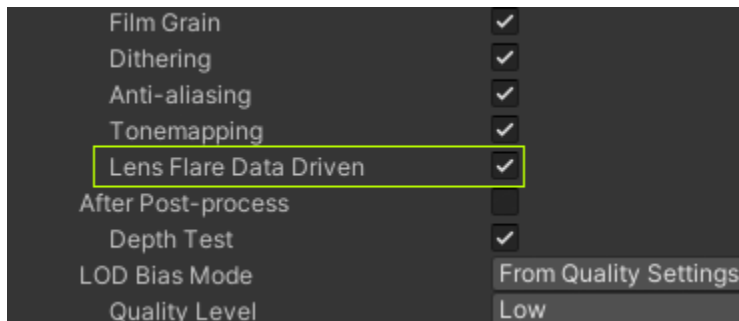 Film Grain
Dithering
Anti-aliasing
Tonemapping
Lens Flare Data Driven
After Post-process
Depth Test
LOD Bias Mode From Quality Settings
Quality Level Low